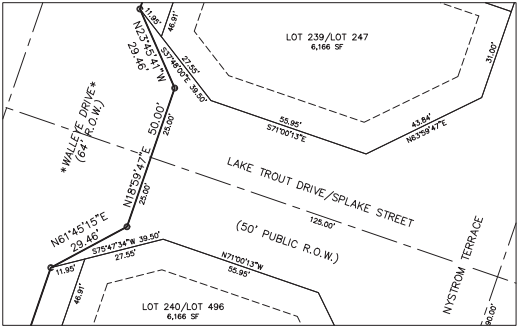 11.95'
46.91'
N23°45'41"W
29.46'
S37°48'00"E
27.55'
39.50'
LOT 239/LOT 247
6,166 SF
31.00'
55.95'
S71°00'13"E
43.84'
N63°59'47"E
*WALLEYE DRIVE*
(64' R.O.W.)
N18°59'47"E 50.00'
25.00'
25.00'
LAKE TROUT DRIVE/SPLAKE STREET
125.00'
(50' PUBLIC R.O.W.)
NYSTROM TERRACE
90.00'
N61°45'15"E
29.46'
S75°47'34"W 39.50'
11.95'
27.55'
46.91'
N71°00'13"W
55.95'
LOT 240/LOT 496
6,166 SF